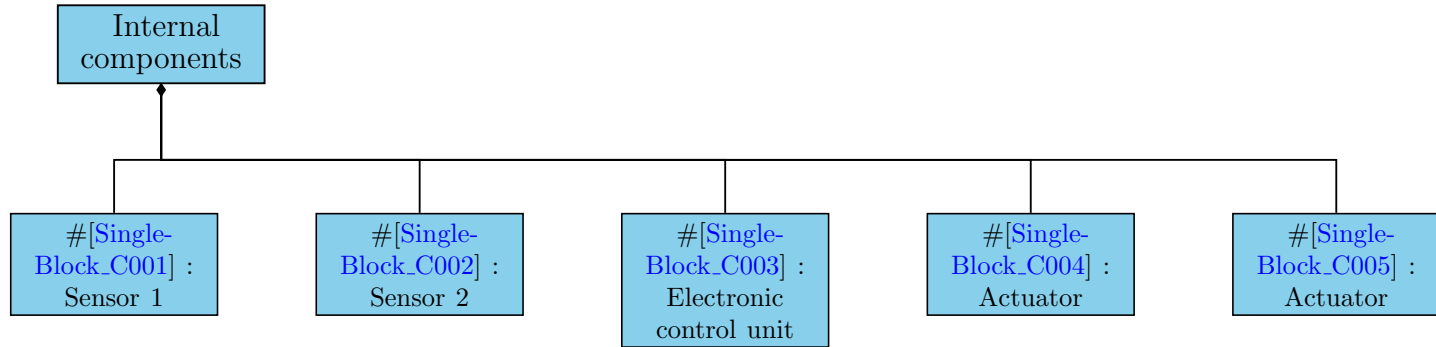 Internal
components
#[Single-
Block_C001] :
Sensor 1
#[Single-
Block_C002] :
Sensor 2
#[Single-
Block_C003] :
Electronic
control unit
#[Single-
Block_C004] :
Actuator
#[Single-
Block_C005] :
Actuator